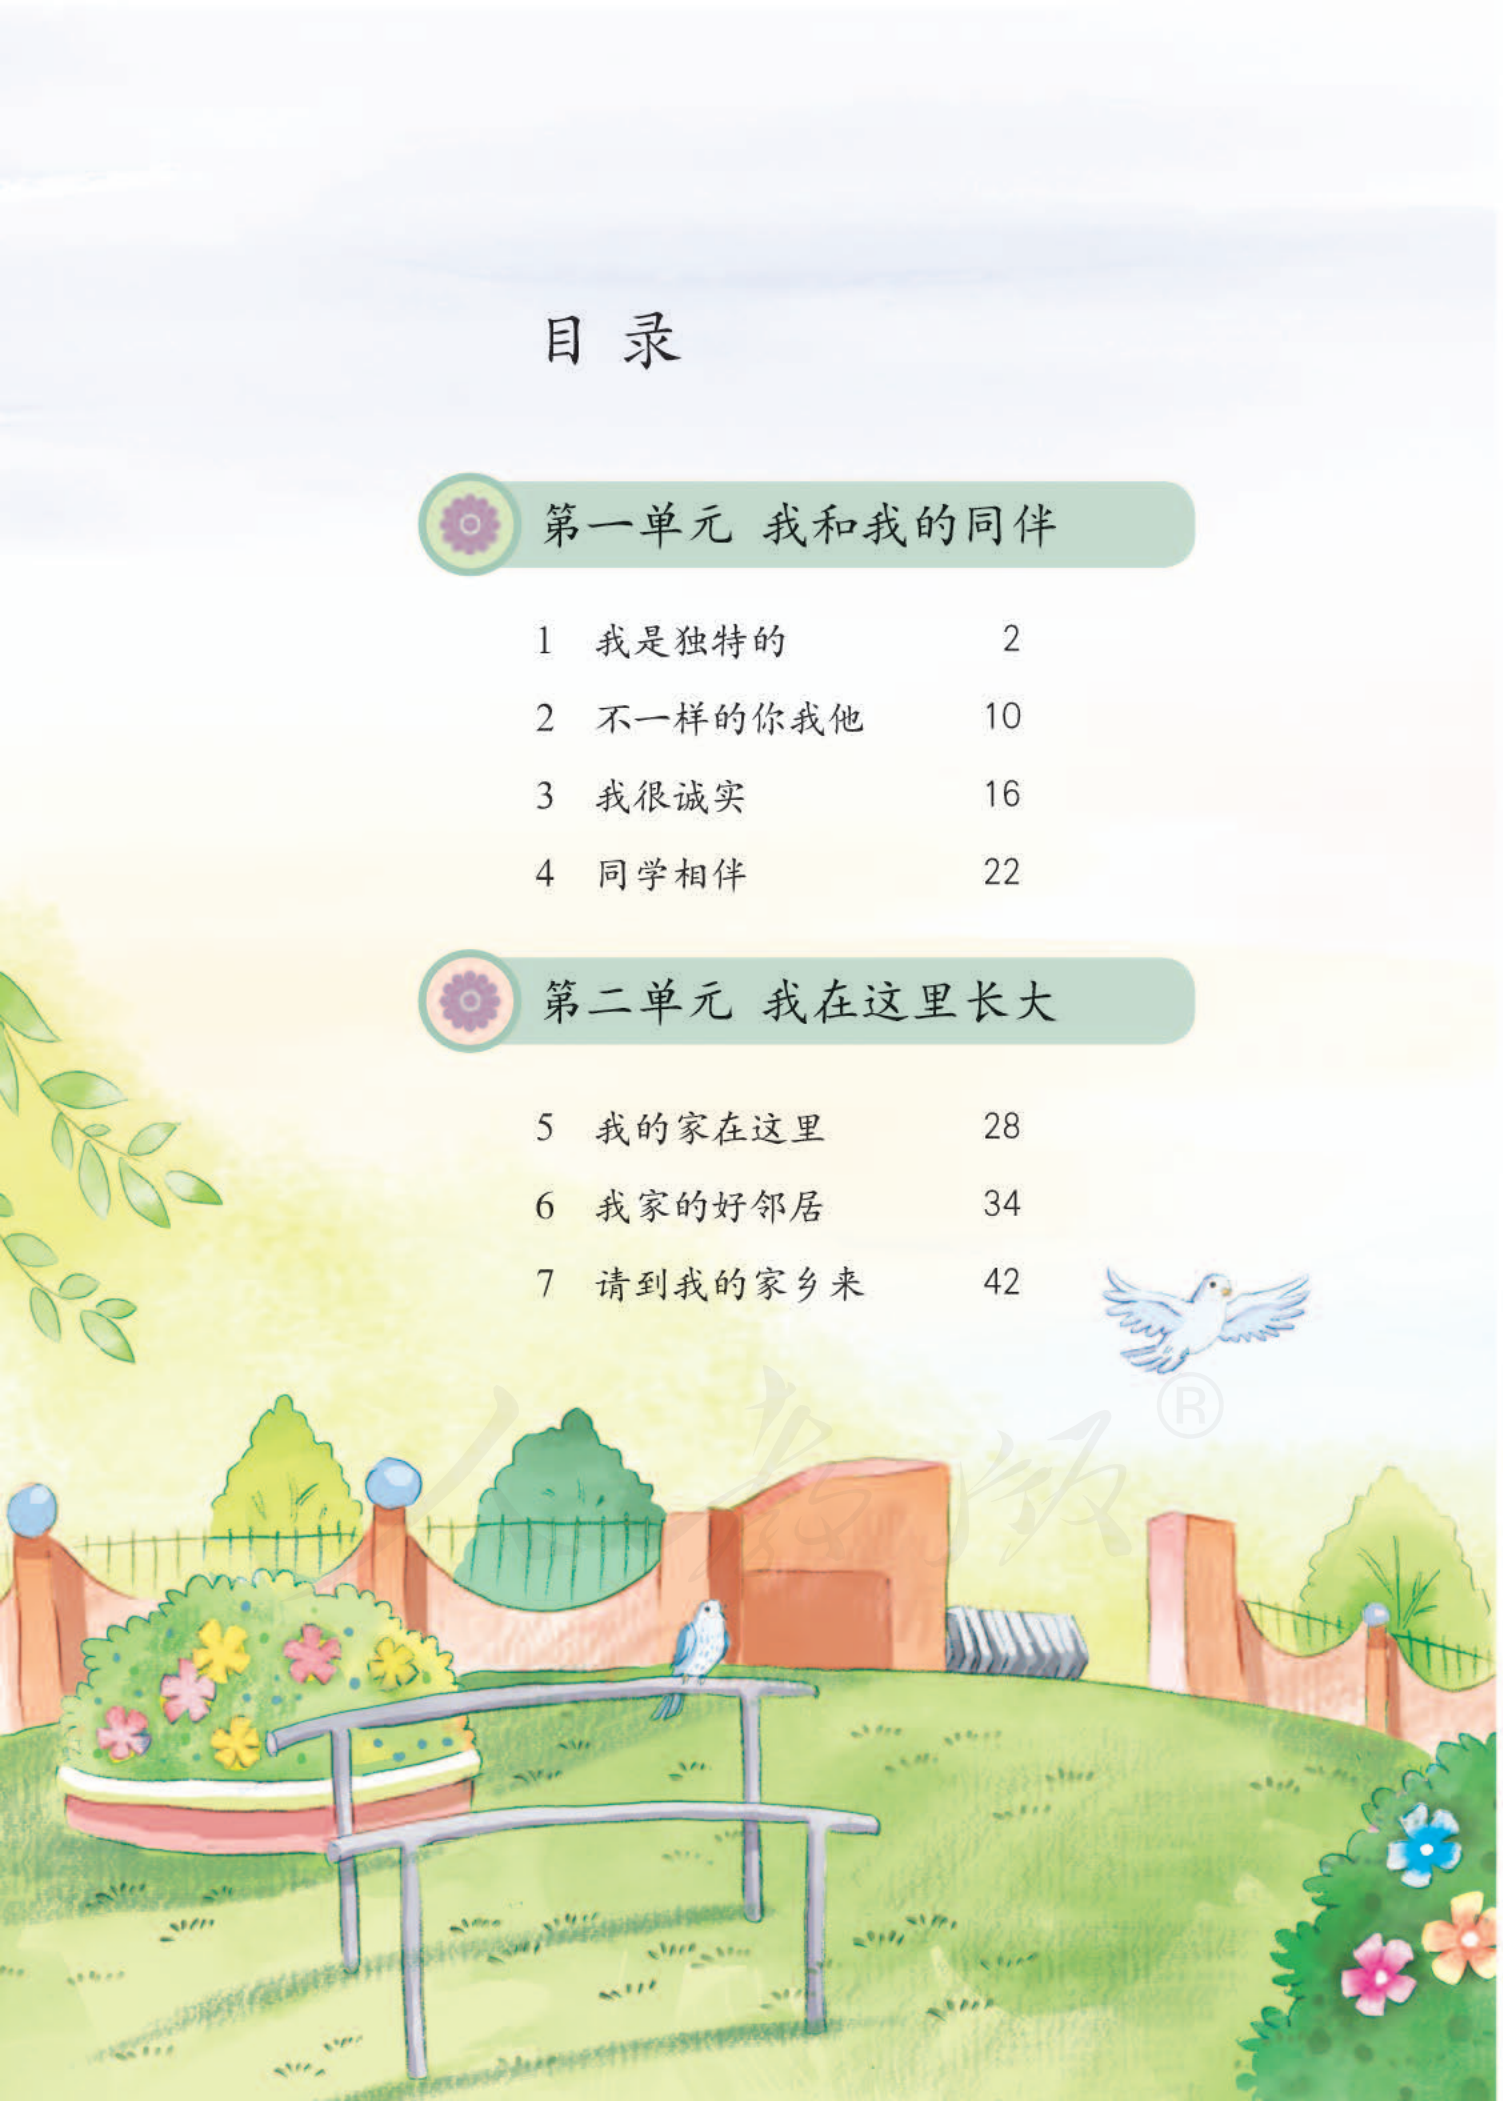 目录
第一单元 我和我的同伴
1 我是独特的 2
2 不一样的你我他 10
3 我很诚实 16
4 同学相伴 22
第二单元 我在这里长大
5 我的家在这里 28
6 我家的好邻居 34
7 请到我的家乡来 42
人教版®